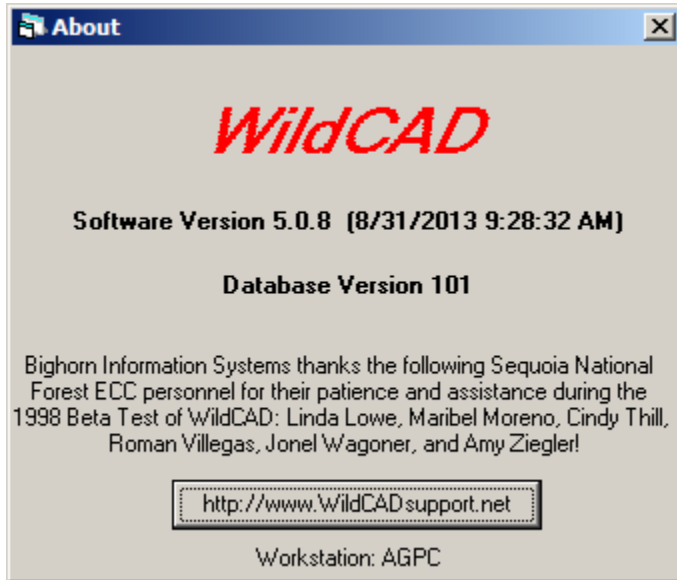 About
WildCAD
Software Version 5.0.8 (8/31/2013 9:28:32 AM)
Database Version 101
Bighorn Information Systems thanks the following Sequoia National
Forest ECC personnel for their patience and assistance during the
1998 Beta Test of WildCAD: Linda Lowe, Maribel Moreno, Cindy Thill,
Roman Villegas, Jonel Wagoner, and Amy Ziegler!
http://www.WildCADsupport.net
Workstation: AGPC